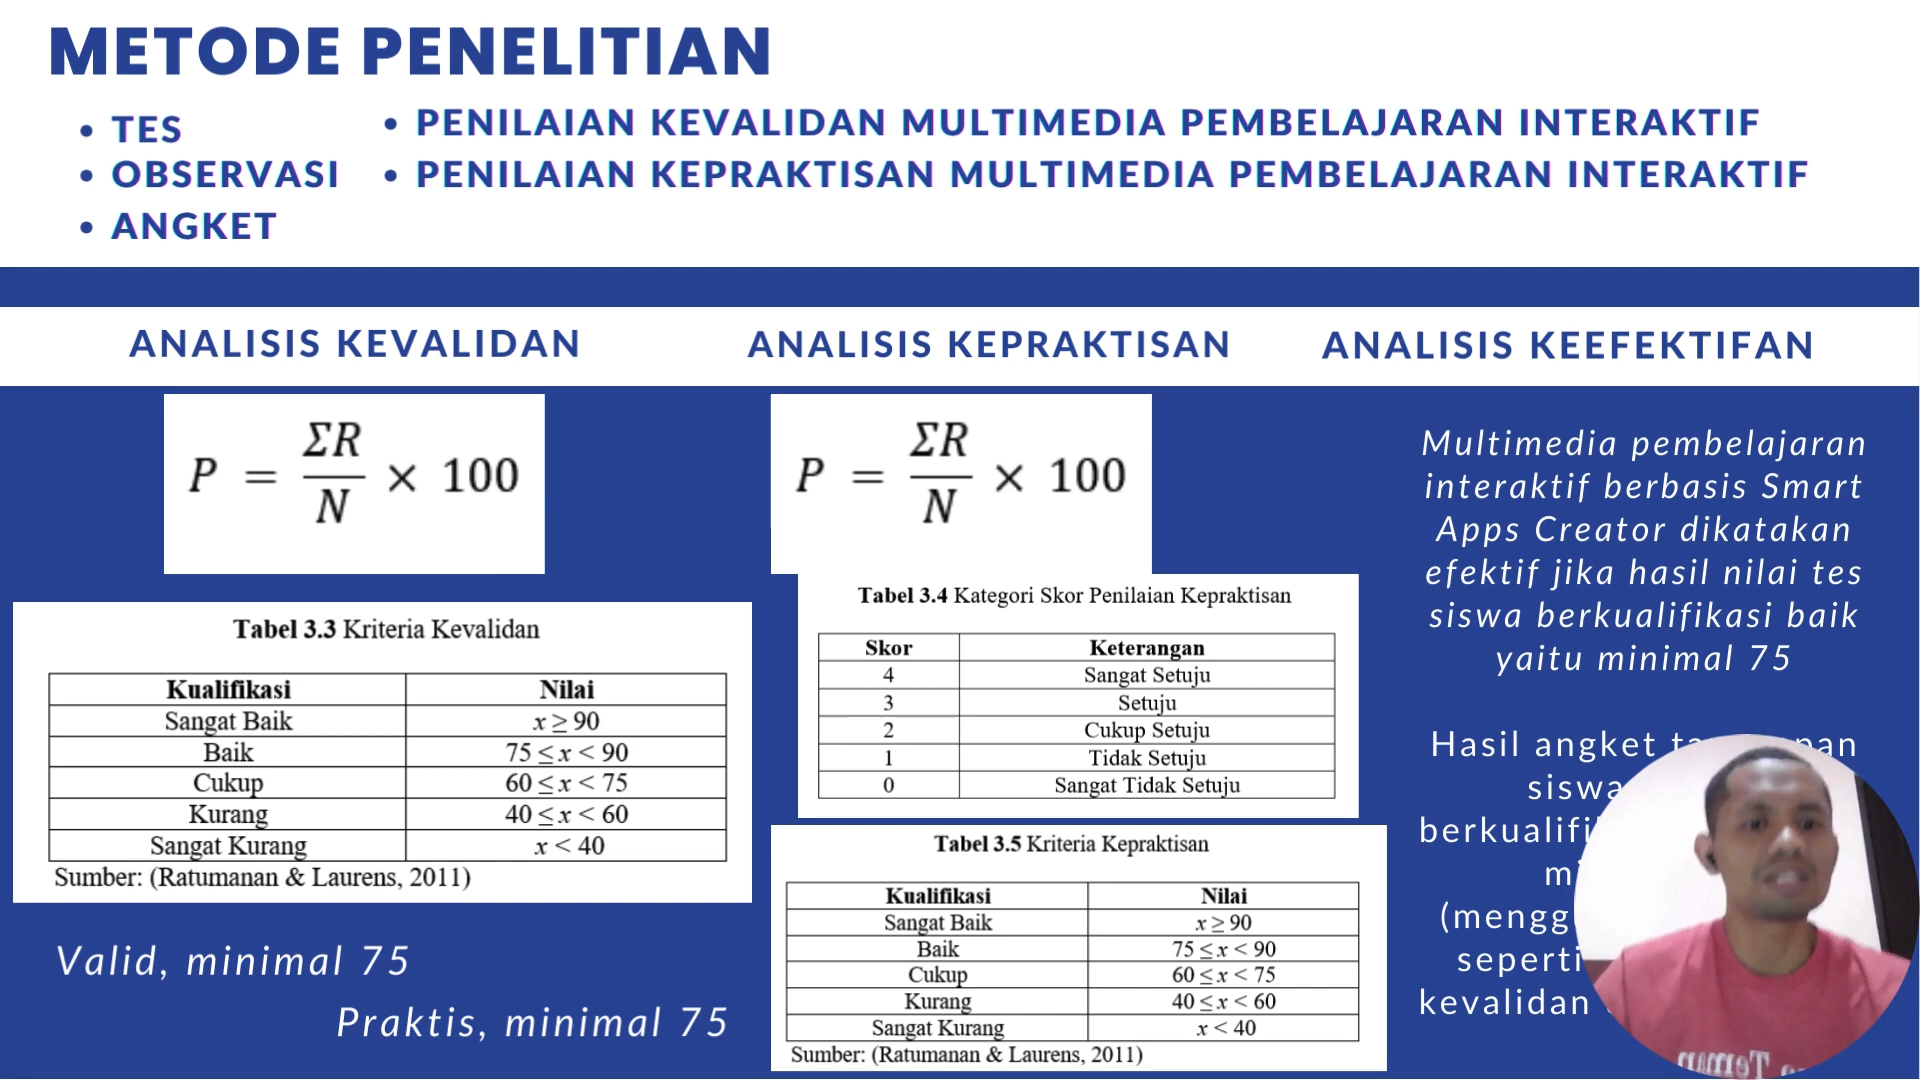 METODE PENELITIAN
• TES
• OBSERVASI
• ANGKET
• PENILAIAN KEVALIDAN MULTIMEDIA PEMBELAJARAN INTERAKTIF
• PENILAIAN KEPRAKTISAN MULTIMEDIA PEMBELAJARAN INTERAKTIF
ANALISIS KEVALIDAN
P = ΣR/N × 100
Tabel 3.3 Kriteria Kevalidan
Kualifikasi Nilai
Sangat Baik x ≥ 90
Baik 75 ≤ x < 90
Cukup 60 ≤ x < 75
Kurang 40 ≤ x < 60
Sangat Kurang x < 40
Sumber: (Ratumanan & Laurens, 2011)
Valid, minimal 75
Praktis, minimal 75
ANALISIS KEPRAKTISAN
P = ΣR/N × 100
Tabel 3.4 Kategori Skor Penilaian Kepraktisan
Skor Keterangan
4 Sangat Setuju
3 Setuju
2 Cukup Setuju
1 Tidak Setuju
0 Sangat Tidak Setuju
Tabel 3.5 Kriteria Kepraktisan
Kualifikasi Nilai
Sangat Baik x ≥ 90
Baik 75 ≤ x < 90
Cukup 60 ≤ x < 75
Kurang 40 ≤ x < 60
Sangat Kurang x < 40
Sumber: (Ratumanan & Laurens, 2011)
ANALISIS KEEFEKTIFAN
Multimedia pembelajaran
interaktif berbasis Smart
Apps Creator dikatakan
efektif jika hasil nilai tes
siswa berkualifikasi baik
yaitu minimal 75
Hasil angket
siswa
seperti
kevalidan